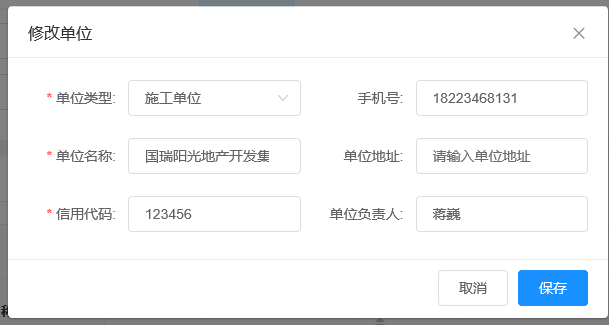 修改单位
* 单位类型: 施工单位 手机号: 18223468131
* 单位名称: 国瑞阳光地产开发集 单位地址: 请输入单位地址
* 信用代码: 123456 单位负责人: 蒋巍
取消 保存